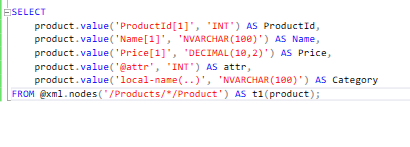 SELECT
product.value('ProductId[1]', 'INT') AS ProductId,
product.value('Name[1]', 'NVARCHAR(100)') AS Name,
product.value('Price[1]', 'DECIMAL(10,2)') AS Price,
product.value('@attr', 'INT') AS attr,
product.value('local-name(..)', 'NVARCHAR(100)') AS Category
FROM @xml.nodes('/Products/*/Product') AS t1(product);